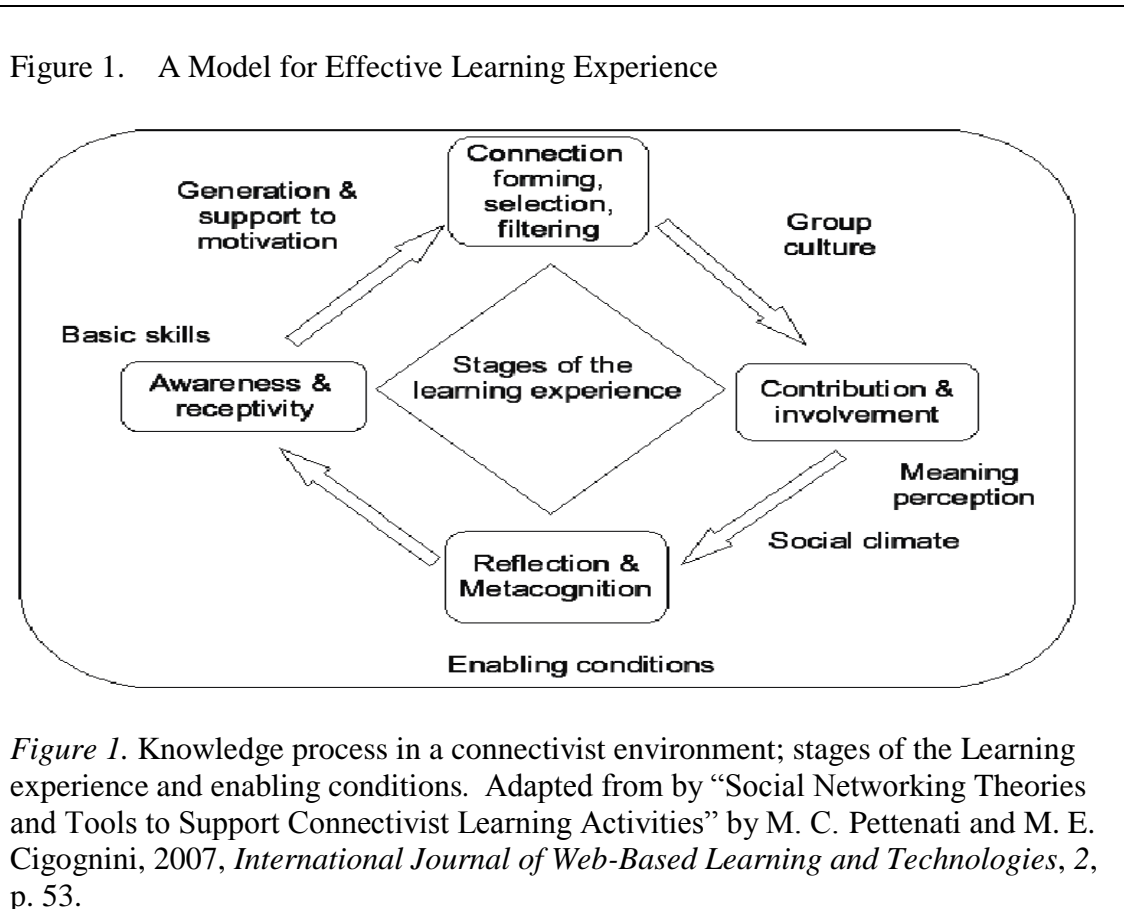 Figure 1. A Model for Effective Learning Experience
Connection
forming,
selection,
filtering
Generation &
support to
motivation
Group
culture
Basic skills
Awareness &
receptivity
Stages of the
learning experience
Contribution &
involvement
Meaning
perception
Social climate
Reflection &
Metacognition
Enabling conditions
Figure 1. Knowledge process in a connectivist environment; stages of the Learning
experience and enabling conditions. Adapted from by “Social Networking Theories
and Tools to Support Connectivist Learning Activities” by M. C. Pettenati and M. E.
Cigognini, 2007, International Journal of Web-Based Learning and Technologies, 2,
p. 53.